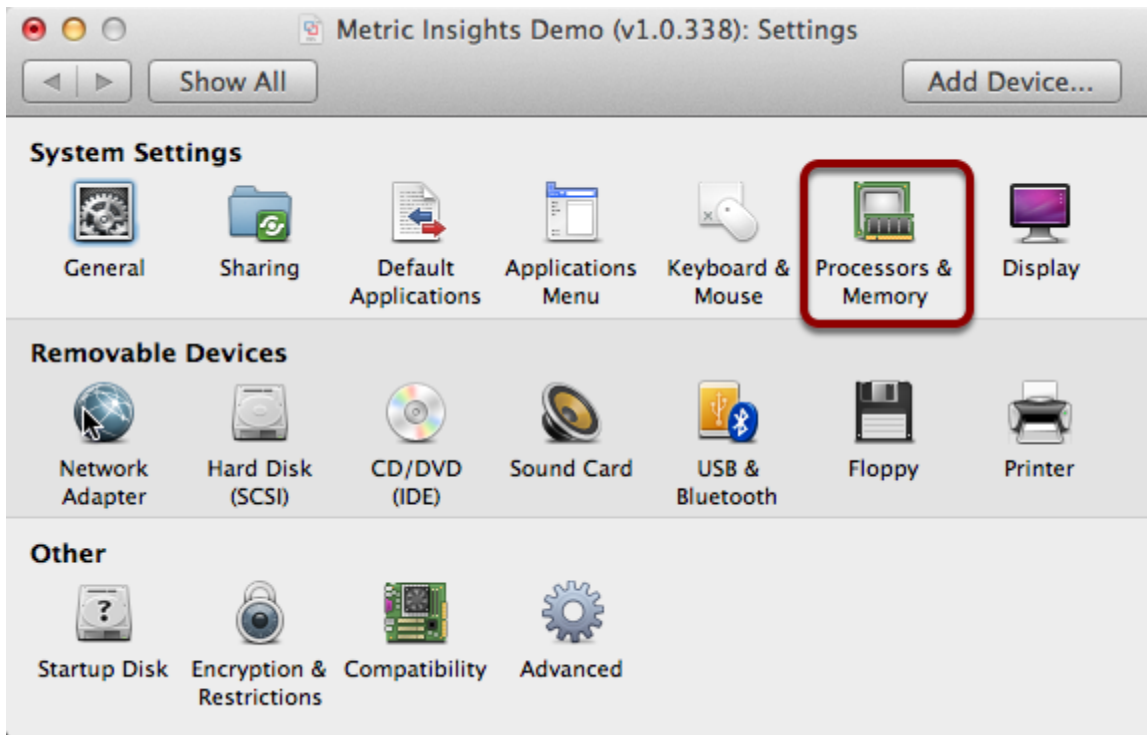 Metric Insights Demo (v1.0.338): Settings
Show All
Add Device...
System Settings
General
Sharing
Default
Applications
Applications
Menu
Keyboard &
Mouse
Processors &
Memory
Display
Removable Devices
Network
Adapter
Hard Disk
(SCSI)
CD/DVD
(IDE)
Sound Card
USB &
Bluetooth
Floppy
Printer
Other
?
Startup Disk
Encryption &
Restrictions
Compatibility
Advanced